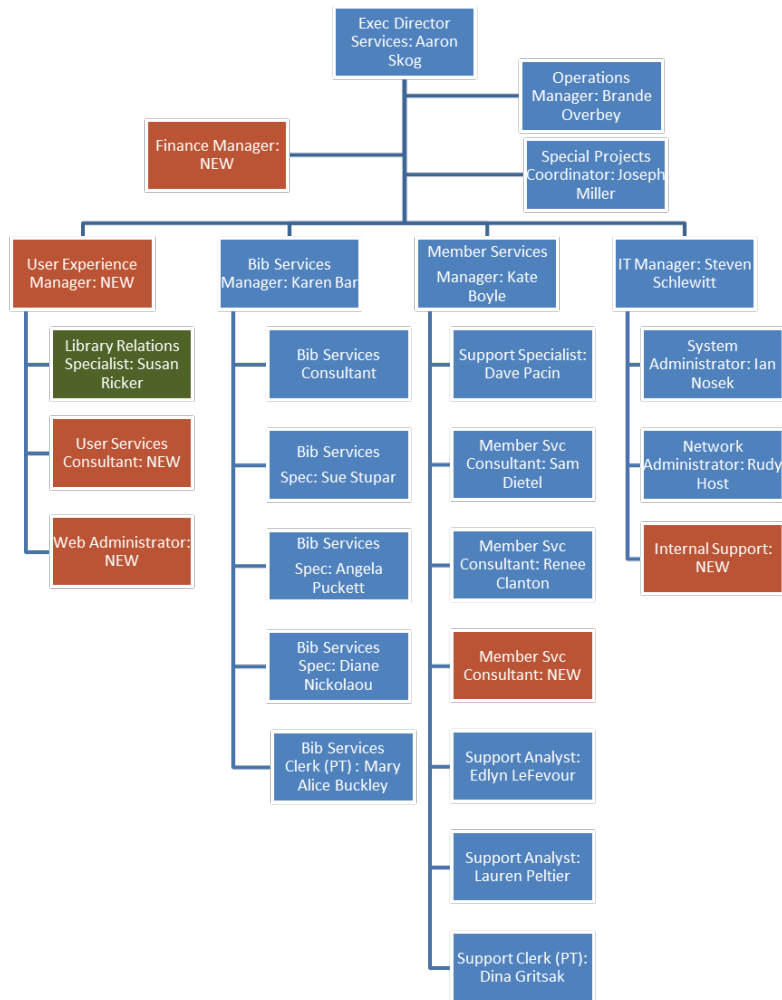 Exec Director
Services: Aaron
Skog
Operations
Manager: Brande
Overbey
Finance Manager:
NEW
Special Projects
Coordinator: Joseph
Miller
User Experience
Manager: NEW
Bib Services
Manager: Karen Bar
Member Services
Manager: Kate
Boyle
IT Manager: Steven
Schlewitt
Library Relations
Specialist: Susan
Ricker
User Services
Consultant: NEW
Web Administrator:
NEW
Bib Services
Consultant
Bib Services
Spec: Sue Stupar
Bib Services
Spec: Angela
Puckett
Bib Services
Spec: Diane
Nickolaou
Bib Services
Clerk (PT) : Mary
Alice Buckley
Support Specialist:
Dave Pacin
Member Svc
Consultant: Sam
Dietel
Member Svc
Consultant: Renee
Clanton
Member Svc
Consultant: NEW
Support Analyst:
Edlyn LeFevour
Support Analyst:
Lauren Peltier
Support Clerk (PT):
Dina Gritsak
System
Administrator: Ian
Nosek
Network
Administrator: Rudy
Host
Internal Support:
NEW